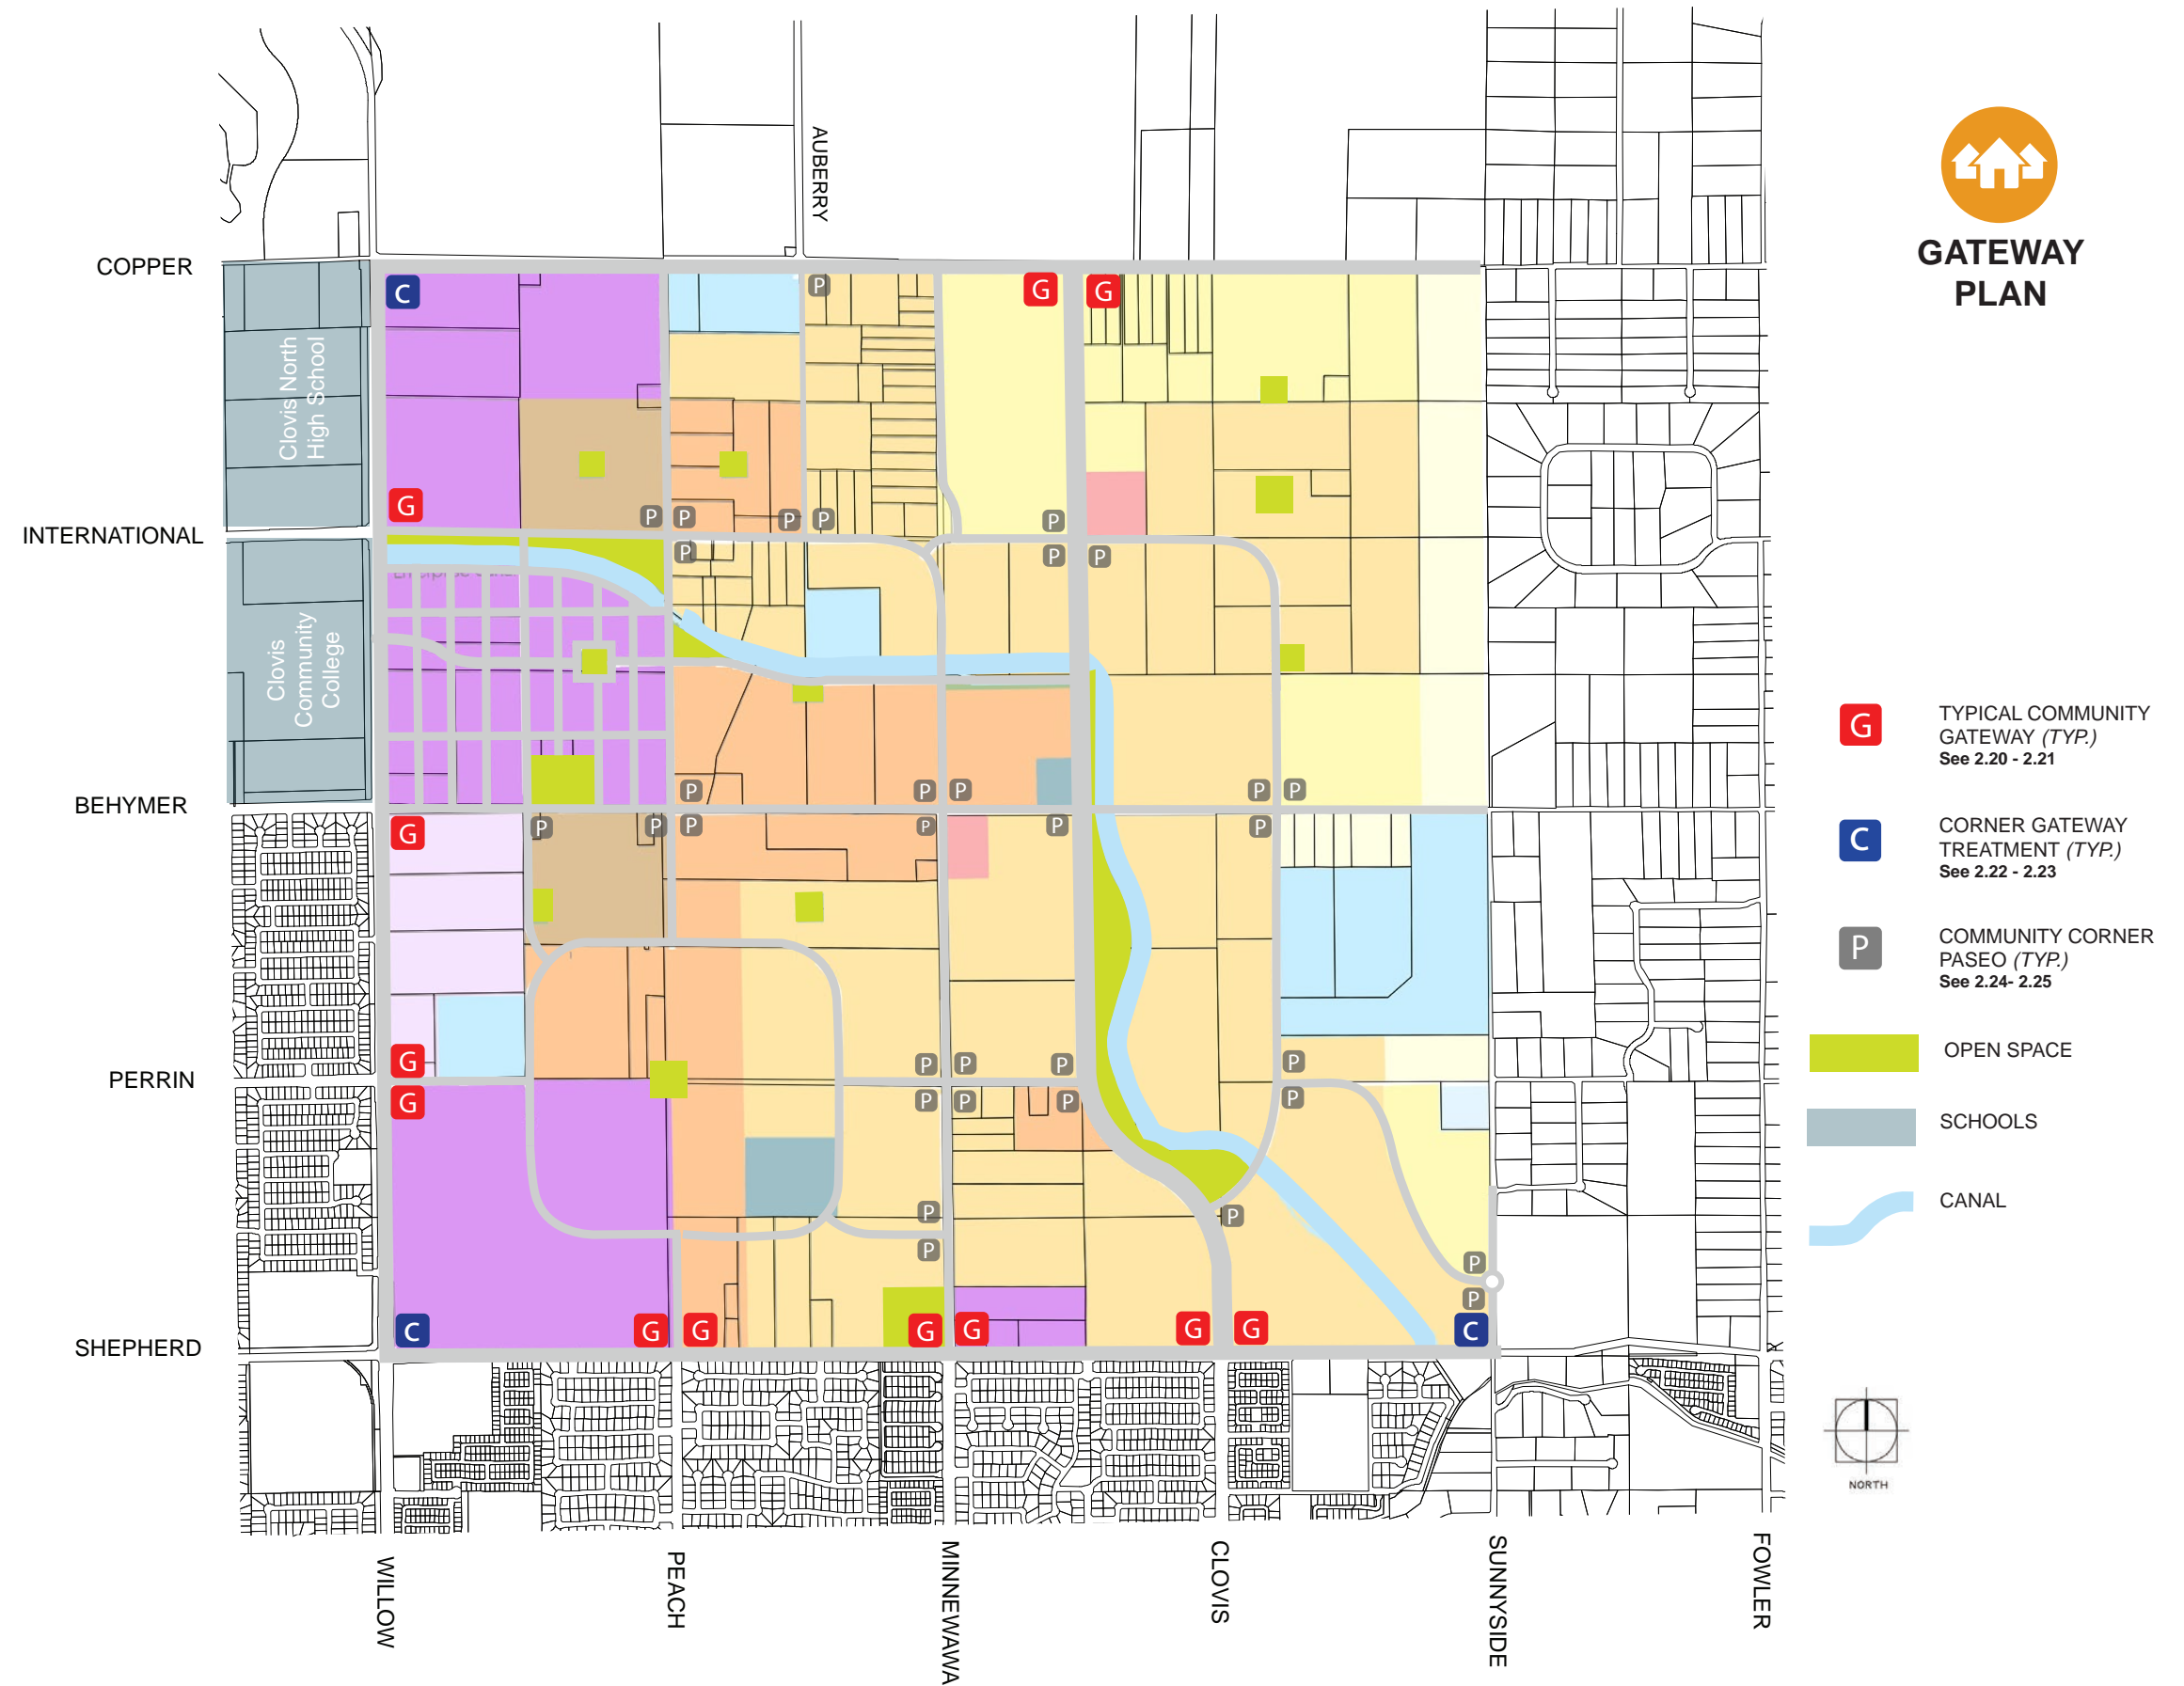 AUBERRY
GATEWAY
PLAN
COPPER
C
G
G
P
Clovis North
High School
G
P
P
P
P
P
INTERNATIONAL
P
P
P
Clovis
Community
College
TYPICAL COMMUNITY
GATEWAY (TYP.)
See 2.20 - 2.21
G
P
P
P
P
P
BEHYMER
G
P
P
P
P
P
P
CORNER GATEWAY
TREATMENT (TYP.)
See 2.22 - 2.23
C
COMMUNITY CORNER
PASEO (TYP.)
See 2.24- 2.25
P
OPEN SPACE
G
P
P
P
P
PERRIN
G
P
P
P
P
SCHOOLS
CANAL
P
P
P
P
P
SHEPHERD
C
G
G
G
G
G
G
C
NORTH
WILLOW
PEACH
MINNEWAWA
CLOVIS
SUNNYSIDE
FOWLER